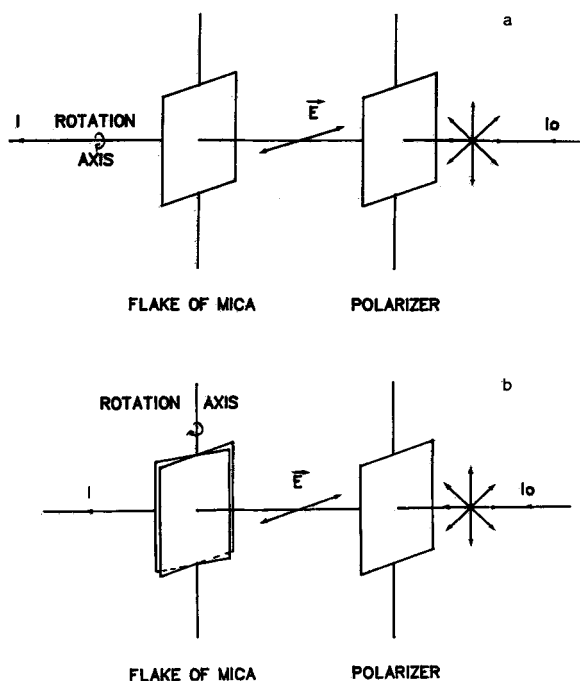 a
I ROTATION
AXIS
E
Io
FLAKE OF MICA POLARIZER
b
ROTATION AXIS
I
E
Io
FLAKE OF MICA POLARIZER